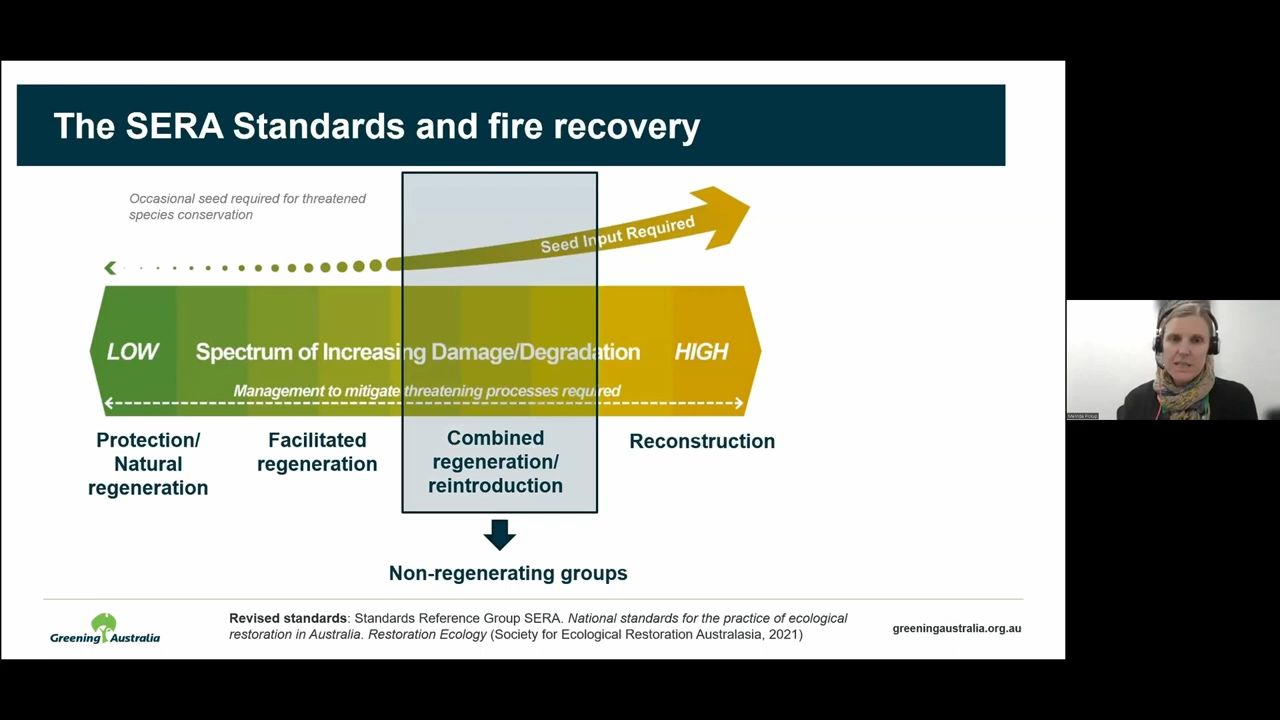 The SERA Standards and fire recovery
Occasional seed required for threatened
species conservation
Seed Input Required
LOW
Spectrum of Increasing Damage/Degradation
HIGH
Management to mitigate threatening processes required
Protection/
Natural
regeneration
Facilitated
regeneration
Combined
regeneration/
reintroduction
Reconstruction
Non-regenerating groups
Greening Australia
Revised standards: Standards Reference Group SERA. National standards for the practice of ecological
restoration in Australia. Restoration Ecology (Society for Ecological Restoration Australasia, 2021)
greeningaustralia.org.au